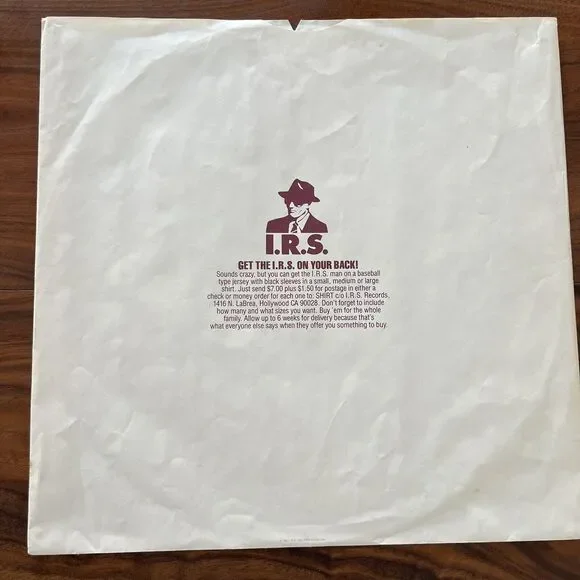 I.R.S.
GET THE I.R.S. ON YOUR BACK!
Sounds crazy, but you can get the I.R.S. man on a baseball
type jersey with black sleeves in a small, medium or large
shirt. Just send $7.00 plus $1.50 for postage in either a
check or money order for each one to: SHIRT c/o I.R.S. Records,
1416 N. LaBrea, Hollywood CA 90028. Don't forget to include
how many and what sizes you want. Buy 'em for the whole
family. Allow up to 6 weeks for delivery because that's
what everyone else says when they offer you something to buy.